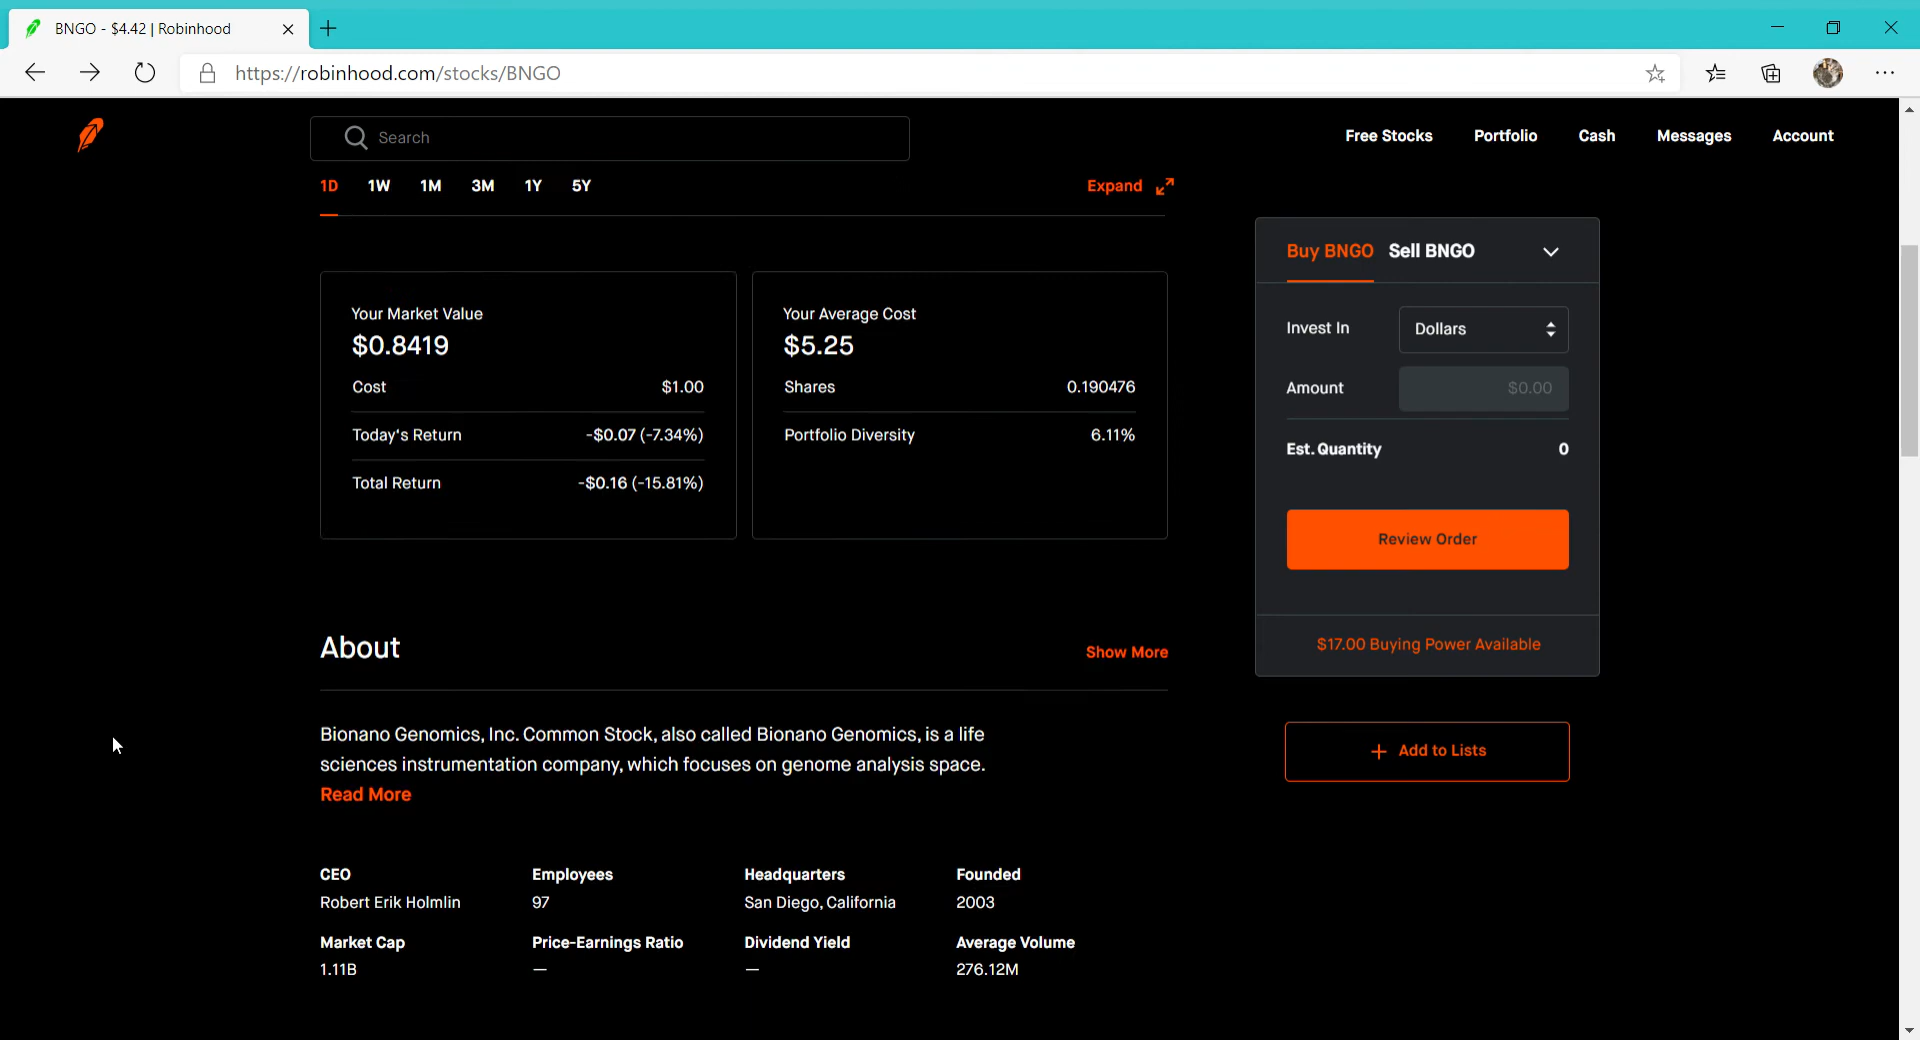 BNGO - $4.42 | Robinhood
https://robinhood.com/stocks/BNGO
Search
Free Stocks
Portfolio
Cash
Messages
Account
1D 1W 1M 3M 1Y 5Y
Expand
Your Market Value
$0.8419
Cost $1.00
Today's Return -$0.07 (-7.34%)
Total Return -$0.16 (-15.81%)
Your Average Cost
$5.25
Shares 0.190476
Portfolio Diversity 6.11%
Buy BNGO Sell BNGO
Invest In Dollars
Amount $0.00
Est. Quantity 0
Review Order
$17.00 Buying Power Available
+ Add to Lists
About
Show More
Bionano Genomics, Inc. Common Stock, also called Bionano Genomics, is a life
sciences instrumentation company, which focuses on genome analysis space.
Read More
CEO Employees Headquarters Founded
Robert Erik Holmlin 97 San Diego, California 2003
Market Cap Price-Earnings Ratio Dividend Yield Average Volume
1.11B — — 276.12M